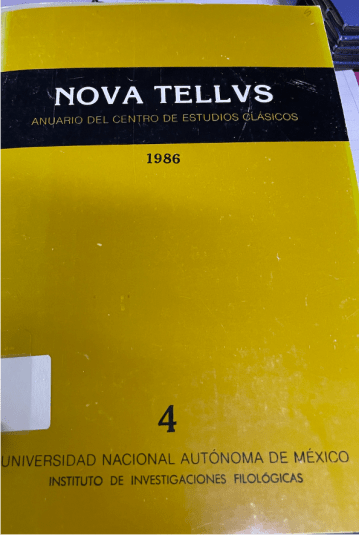 NOVA TELLVS
ANUARIO DEL CENTRO DE ESTUDIOS CLÁSICOS
1986
4
UNIVERSIDAD NACIONAL AUTÓNOMA DE MÉXICO
INSTITUTO DE INVESTIGACIONES FILOLÓGICAS